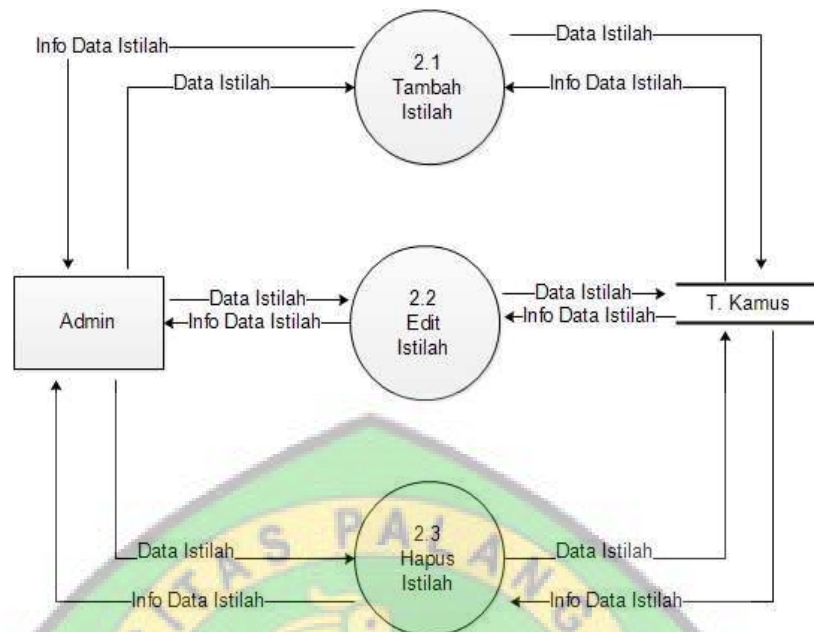 Info Data Istilah
Data Istilah
2.1
Tambah
Istilah
Data Istilah
Info Data Istilah
Admin
Data Istilah
Info Data Istilah
2.2
Edit
Istilah
Data Istilah
Info Data Istilah
T. Kamus
Data Istilah
Info Data Istilah
2.3
Hapus
Istilah
Data Istilah
Info Data Istilah
ITAS PALANG